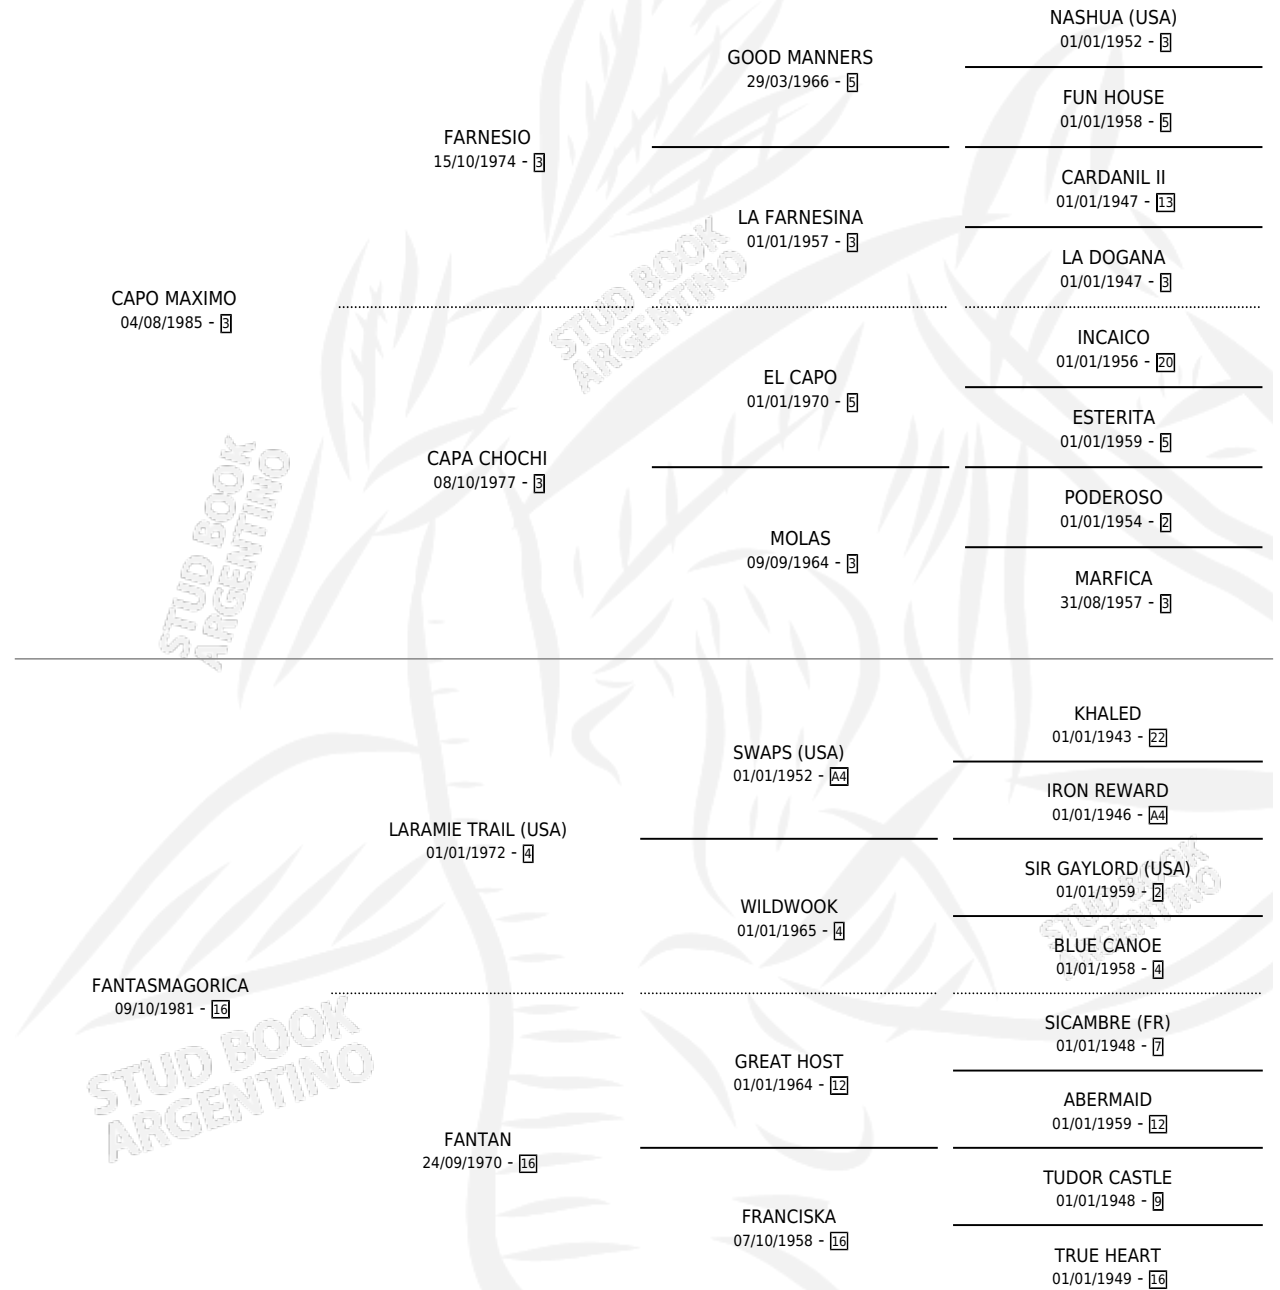 NASHUA (USA)
01/01/1952 - 3
GOOD MANNERS
29/03/1966 - 5
FUN HOUSE
01/01/1958 - 5
FARNESIO
15/10/1974 - 3
CARDANIL II
01/01/1947 - 13
LA FARNESINA
01/01/1957 - 3
LA DOGANA
01/01/1947 - 3
CAPO MAXIMO
04/08/1985 - 3
INCAICO
01/01/1956 - 20
EL CAPO
01/01/1970 - 5
ESTERITA
01/01/1959 - 5
CAPA CHOCHI
08/10/1977 - 3
PODEROSO
01/01/1954 - 2
MOLAS
09/09/1964 - 3
MARFICA
31/08/1957 - 3
KHALED
01/01/1943 - 22
SWAPS (USA)
01/01/1952 - A4
IRON REWARD
01/01/1946 - A4
LARAMIE TRAIL (USA)
01/01/1972 - 4
SIR GAYLORD (USA)
01/01/1959 - 2
WILDWOOK
01/01/1965 - 4
BLUE CANOE
01/01/1958 - 4
FANTASMAGORICA
09/10/1981 - 16
SICAMBRE (FR)
01/01/1948 - 7
GREAT HOST
01/01/1964 - 12
ABERMAID
01/01/1959 - 12
FANTAN
24/09/1970 - 16
TUDOR CASTLE
01/01/1948 - 9
FRANCISKA
07/10/1958 - 16
TRUE HEART
01/01/1949 - 16
STUD BOOK
ARGENTINO
STUD BOOK
ARGENTINO
STUD BOOK
ARGENTINO
STUD BOOK
ARGENTINO